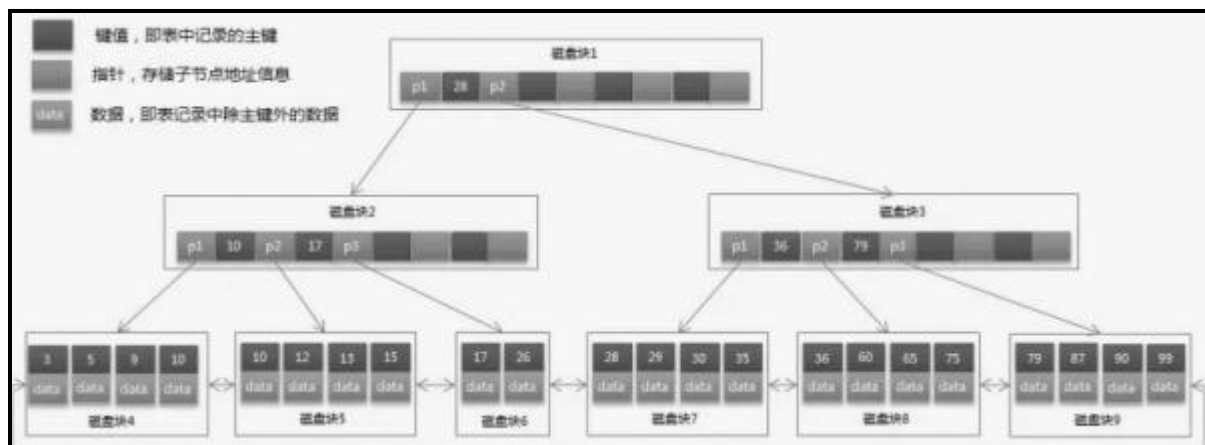 键值，即表中记录的主键
指针，存储子节点地址信息
data 数据，即表记录中除主键外的数据
磁盘块1
p1 28 p2
磁盘块2
p1 10 p2 17 p3
磁盘块3
p1 36 p2 79 p3
3 5 9 10
data data data data
磁盘块4
10 12 13 15
data data data data
磁盘块5
17 26
data data
磁盘块6
28 29 30 35
data data data data
磁盘块7
36 60 65 75
data data data data
磁盘块8
79 87 90 99
data data data data
磁盘块9